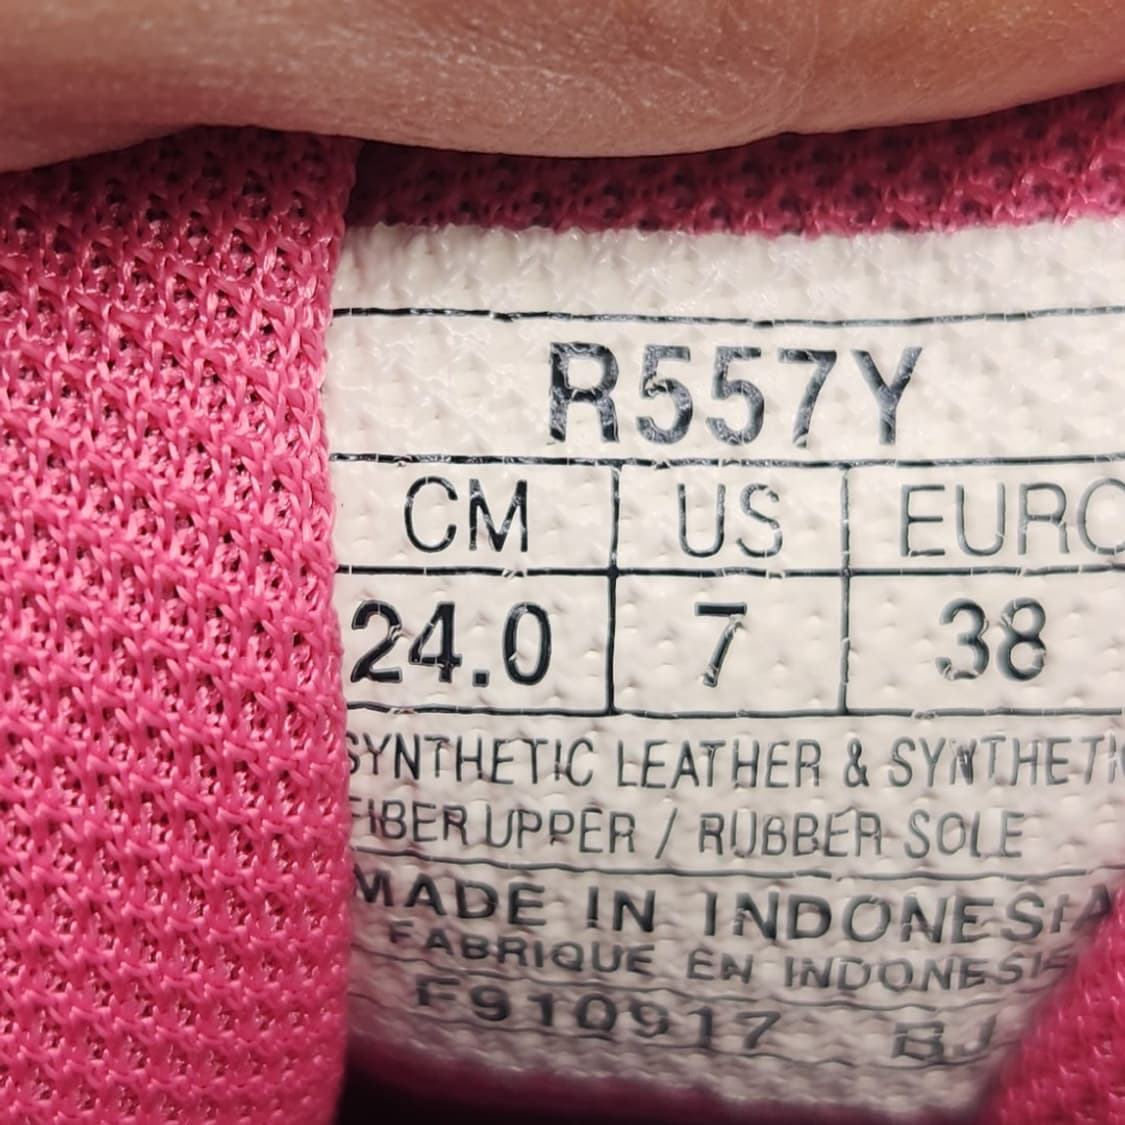 R557Y
CM US EURO
24.0 7 38
SYNTHETIC LEATHER & SYNTHETIC
FIBER UPPER / RUBBER SOLE
MADE IN INDONESIA
FABRIQUE EN INDONESIE
F910917 BJ